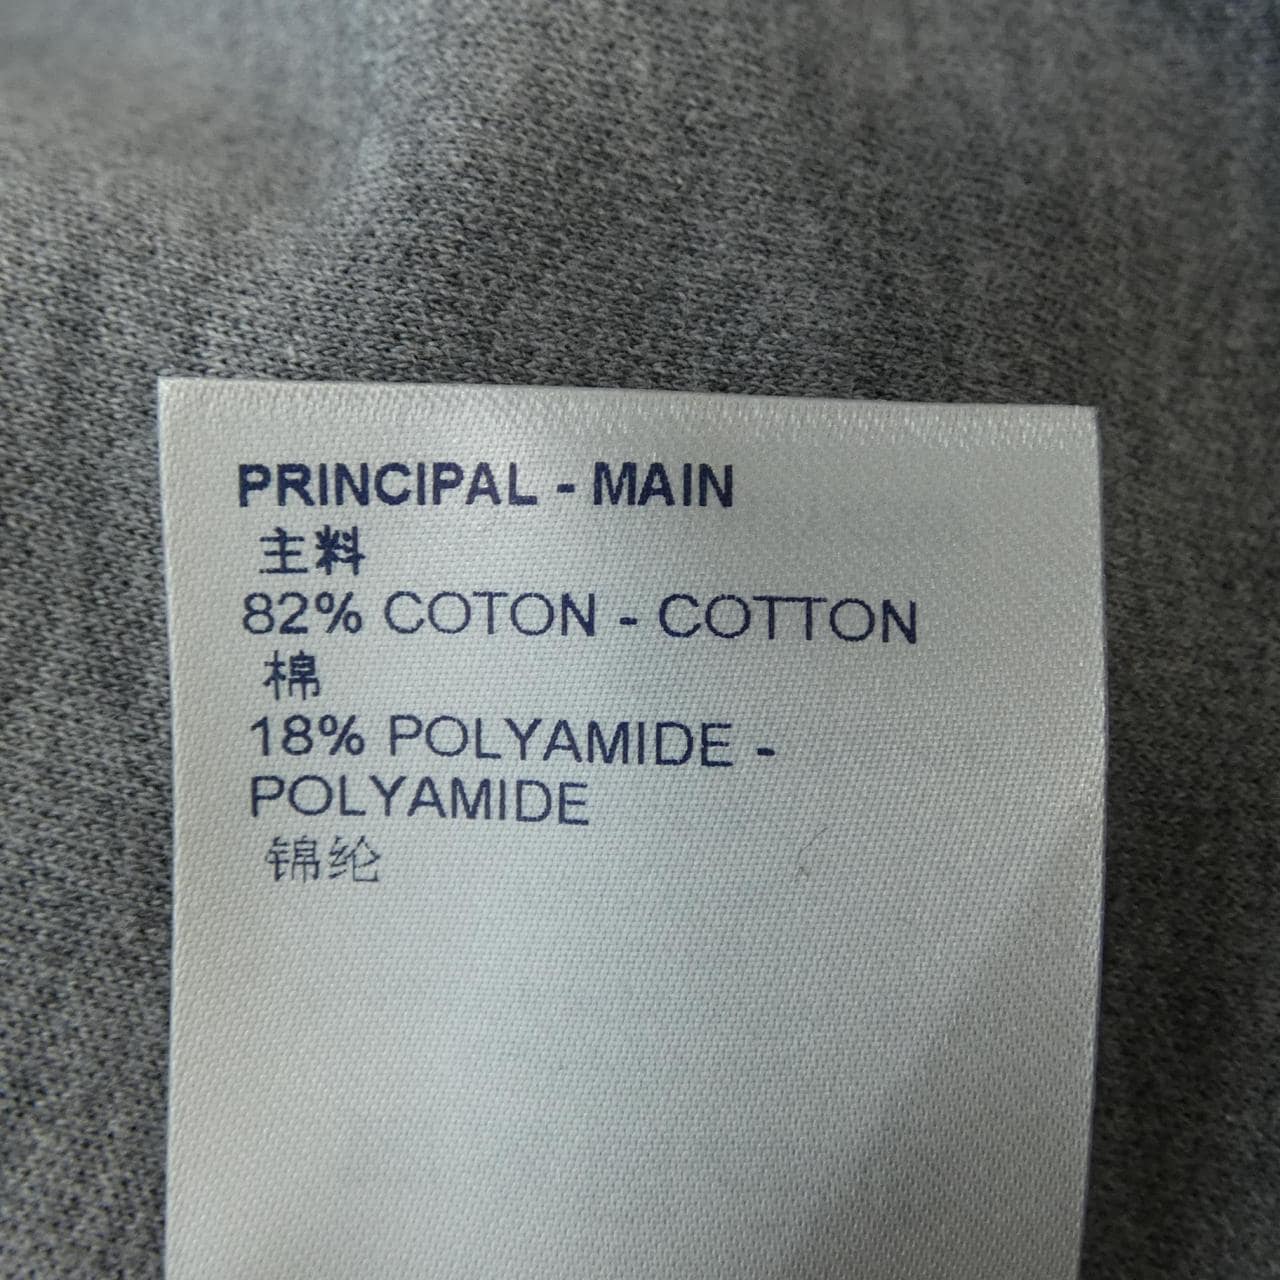 PRINCIPAL - MAIN
主料
82% COTON - COTTON
棉
18% POLYAMIDE -
POLYAMIDE
锦纶